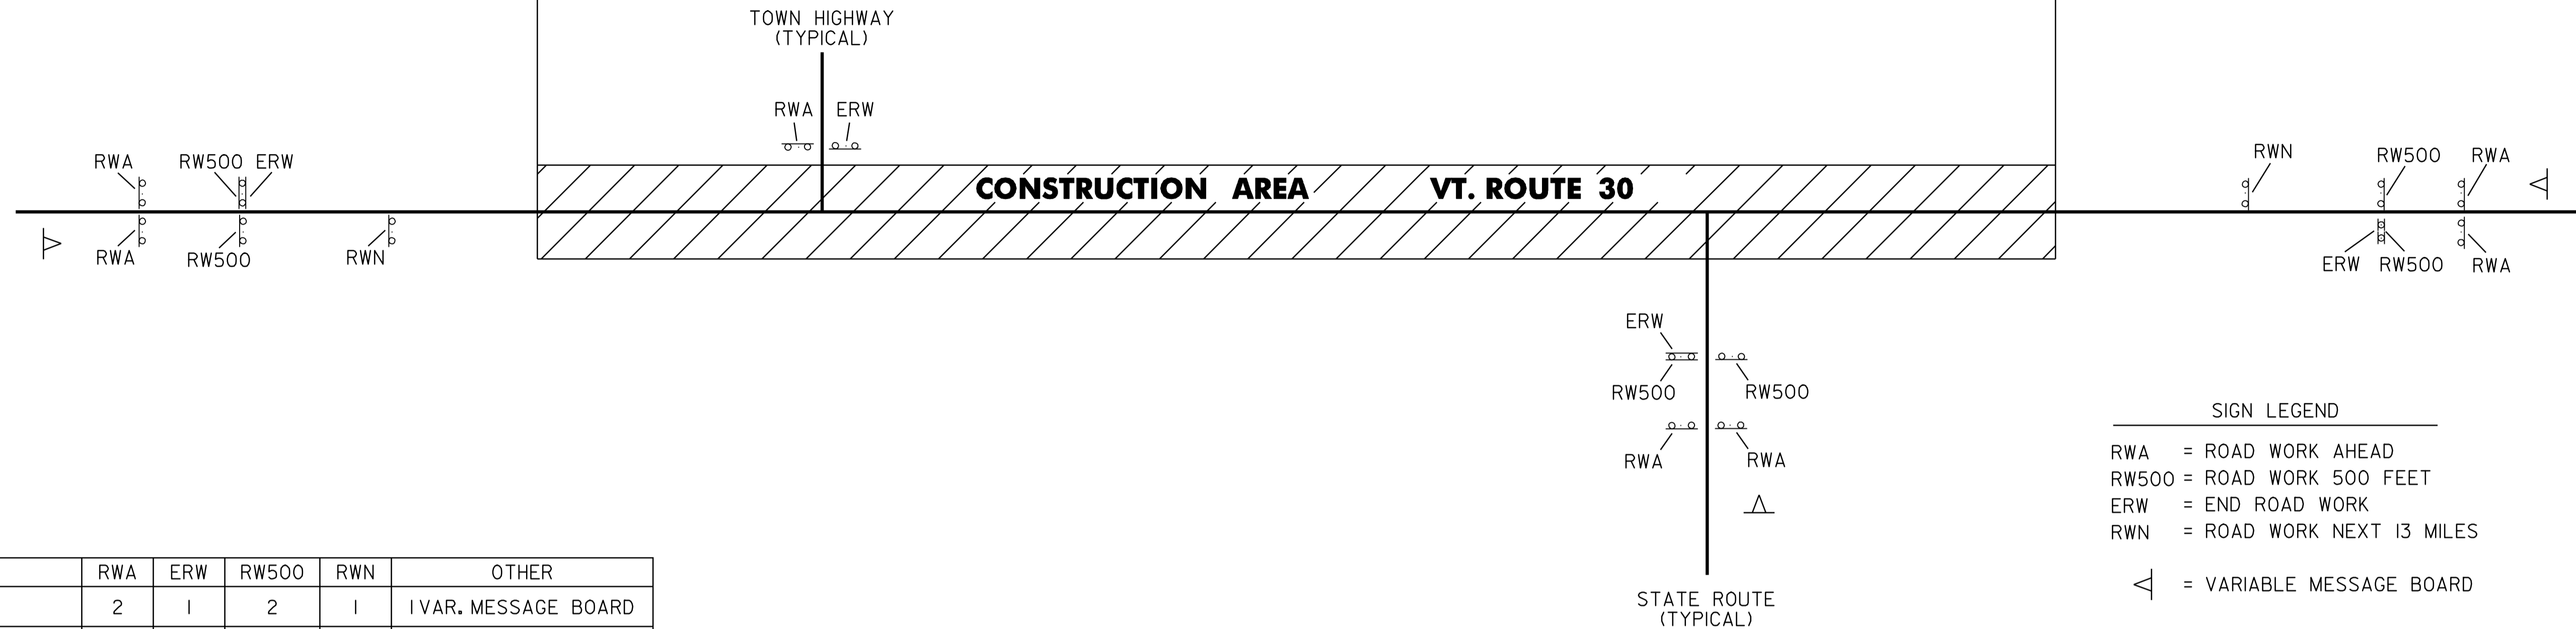 TOWN HIGHWAY
(TYPICAL)
RWA ERW
RWA RW500 ERW
RWN RW500 RWA
CONSTRUCTION AREA VT. ROUTE 30
RWA RW500 RWN
ERW RW500 RWA
ERW
RW500 RW500
RWA RWA
SIGN LEGEND
RWA = ROAD WORK AHEAD
RW500 = ROAD WORK 500 FEET
ERW = END ROAD WORK
RWN = ROAD WORK NEXT 13 MILES
= VARIABLE MESSAGE BOARD
RWA ERW RW500 RWN OTHER
2 1 2 1 1 VAR. MESSAGE BOARD
STATE ROUTE
(TYPICAL)